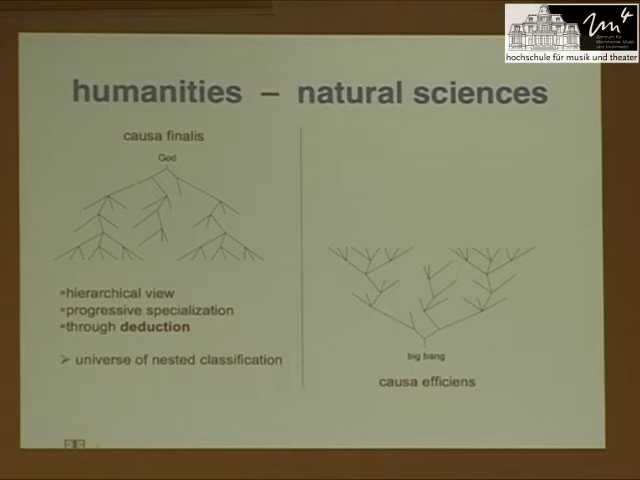 hochschule für musik und theater
humanities – natural sciences
causa finalis
God
▪hierarchical view
▪progressive specialization
▪through deduction
➢ universe of nested classification
big bang
causa efficiens